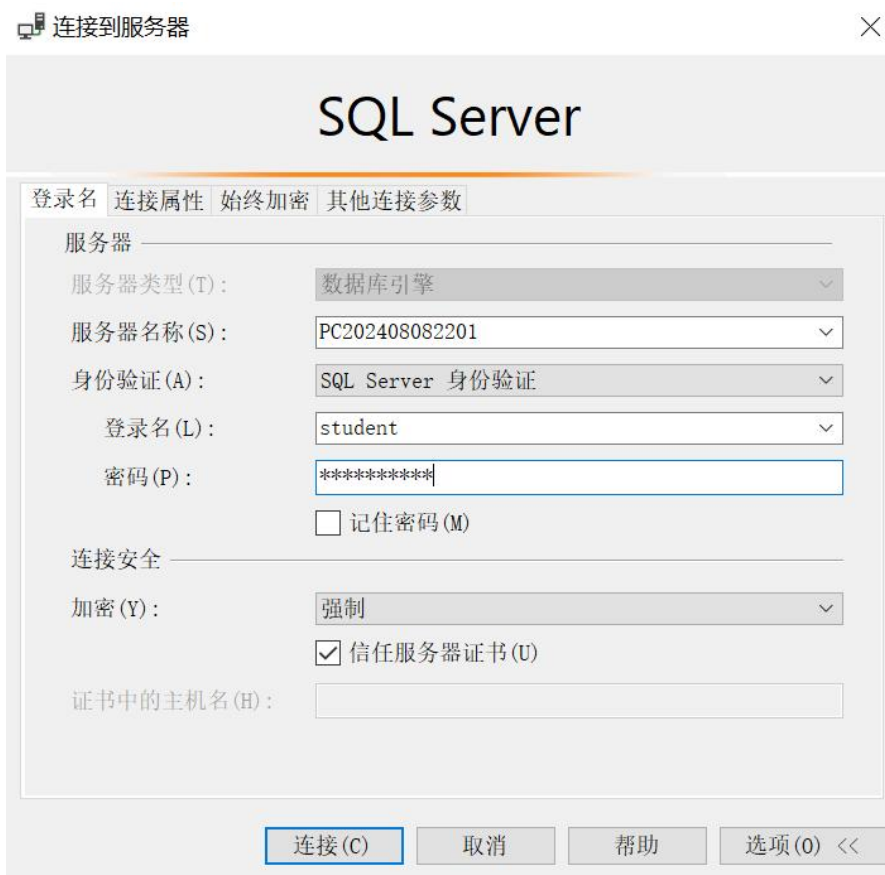 连接到服务器
SQL Server
登录名 连接属性 始终加密 其他连接参数
服务器
服务器类型(T): 数据库引擎
服务器名称(S): PC202408082201
身份验证(A): SQL Server 身份验证
登录名(L): student
密码(P): **********
记住密码(M)
连接安全
加密(Y): 强制
信任服务器证书(U)
证书中的主机名(H):
连接(C) 取消 帮助 选项(O) <<